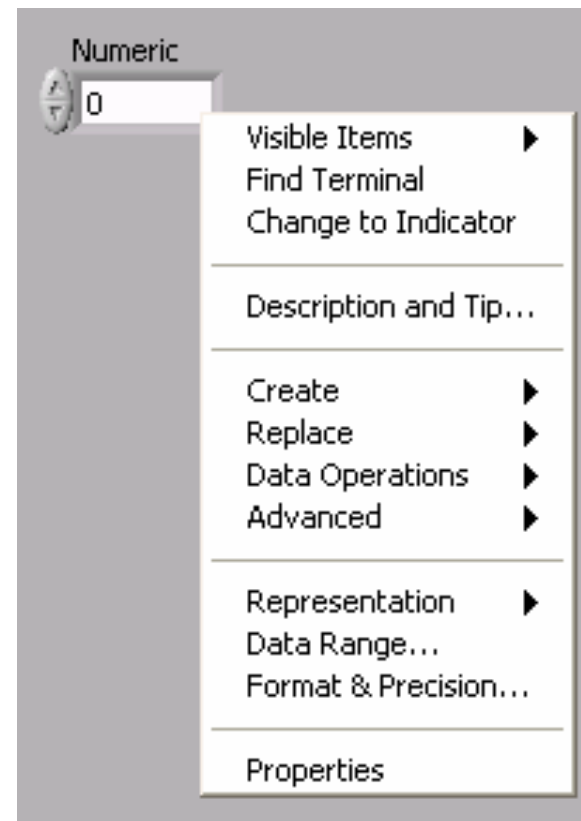 Numeric
0
Visible Items
Find Terminal
Change to Indicator
Description and Tip...
Create
Replace
Data Operations
Advanced
Representation
Data Range...
Format & Precision...
Properties